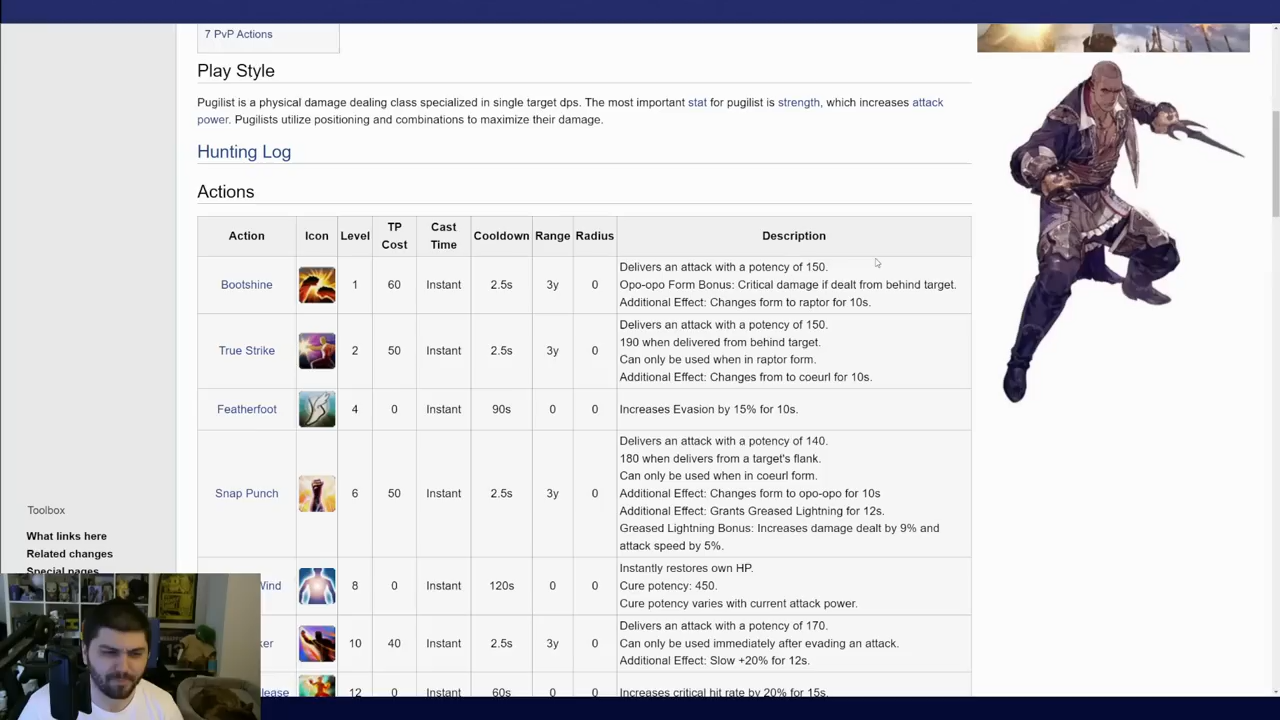 7 PvP Actions
Play Style
Pugilist is a physical damage dealing class specialized in single target dps. The most important stat for pugilist is strength, which increases attack
power. Pugilists utilize positioning and combinations to maximize their damage.
Hunting Log
Actions
Action Icon Level TP Cost Cast Time Cooldown Range Radius Description
Bootshine 1 60 Instant 2.5s 3y 0
Delivers an attack with a potency of 150.
Opo-opo Form Bonus: Critical damage if dealt from behind target.
Additional Effect: Changes form to raptor for 10s.
True Strike 2 50 Instant 2.5s 3y 0
Delivers an attack with a potency of 150.
190 when delivered from behind target.
Can only be used when in raptor form.
Additional Effect: Changes from to coeurl for 10s.
Featherfoot 4 0 Instant 90s 0 0 Increases Evasion by 15% for 10s.
Snap Punch 6 50 Instant 2.5s 3y 0
Delivers an attack with a potency of 140.
180 when delivers from a target's flank.
Can only be used when in coeurl form.
Additional Effect: Changes form to opo-opo for 10s
Additional Effect: Grants Greased Lightning for 12s.
Greased Lightning Bonus: Increases damage dealt by 9% and
attack speed by 5%.
Toolbox
What links here
Related changes
Special pages
Wind 8 0 Instant 120s 0 0
Instantly restores own HP.
Cure potency: 450.
Cure potency varies with current attack power.
10 40 Instant 2.5s 3y 0
Delivers an attack with a potency of 170.
Can only be used immediately after evading an attack.
Additional Effect: Slow +20% for 12s.
12 0 Instant 60s 0 0 Increases critical hit rate by 20% for 15s.